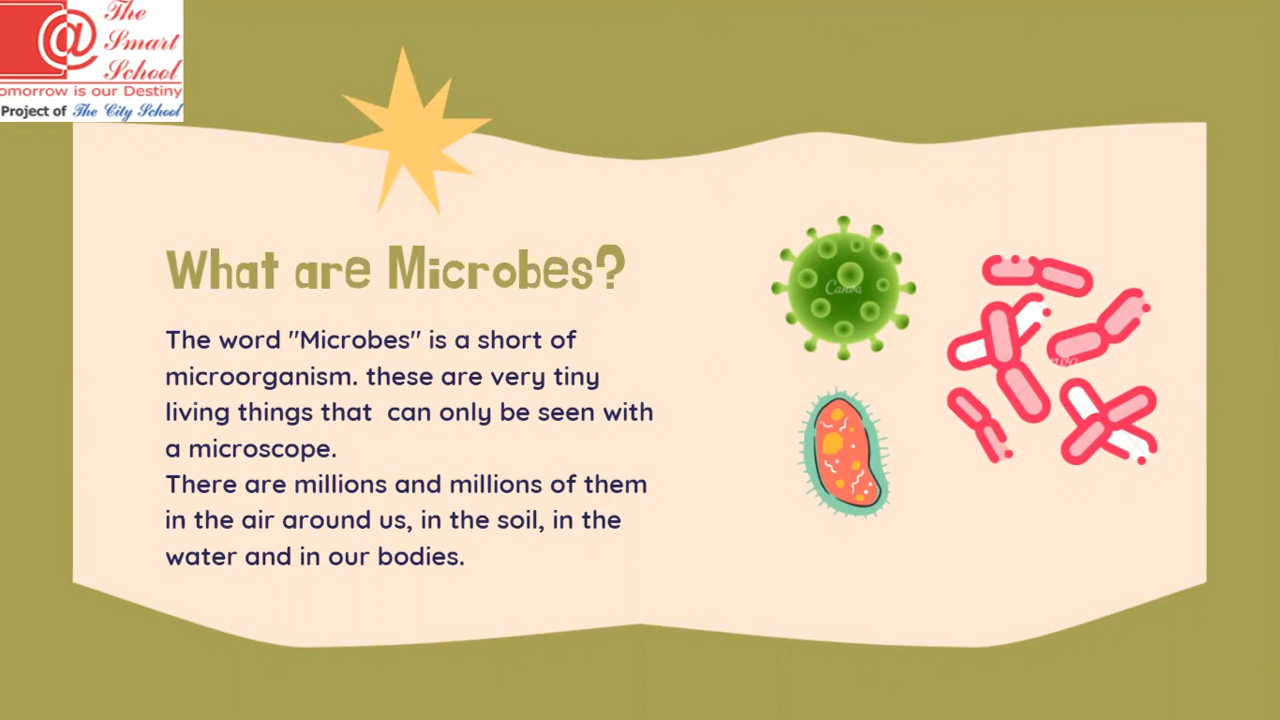 The
Smart
School
omorrow is our Destiny
Project of The City School
What are Microbes?
The word "Microbes" is a short of
microorganism. these are very tiny
living things that can only be seen with
a microscope.
There are millions and millions of them
in the air around us, in the soil, in the
water and in our bodies.
Canva